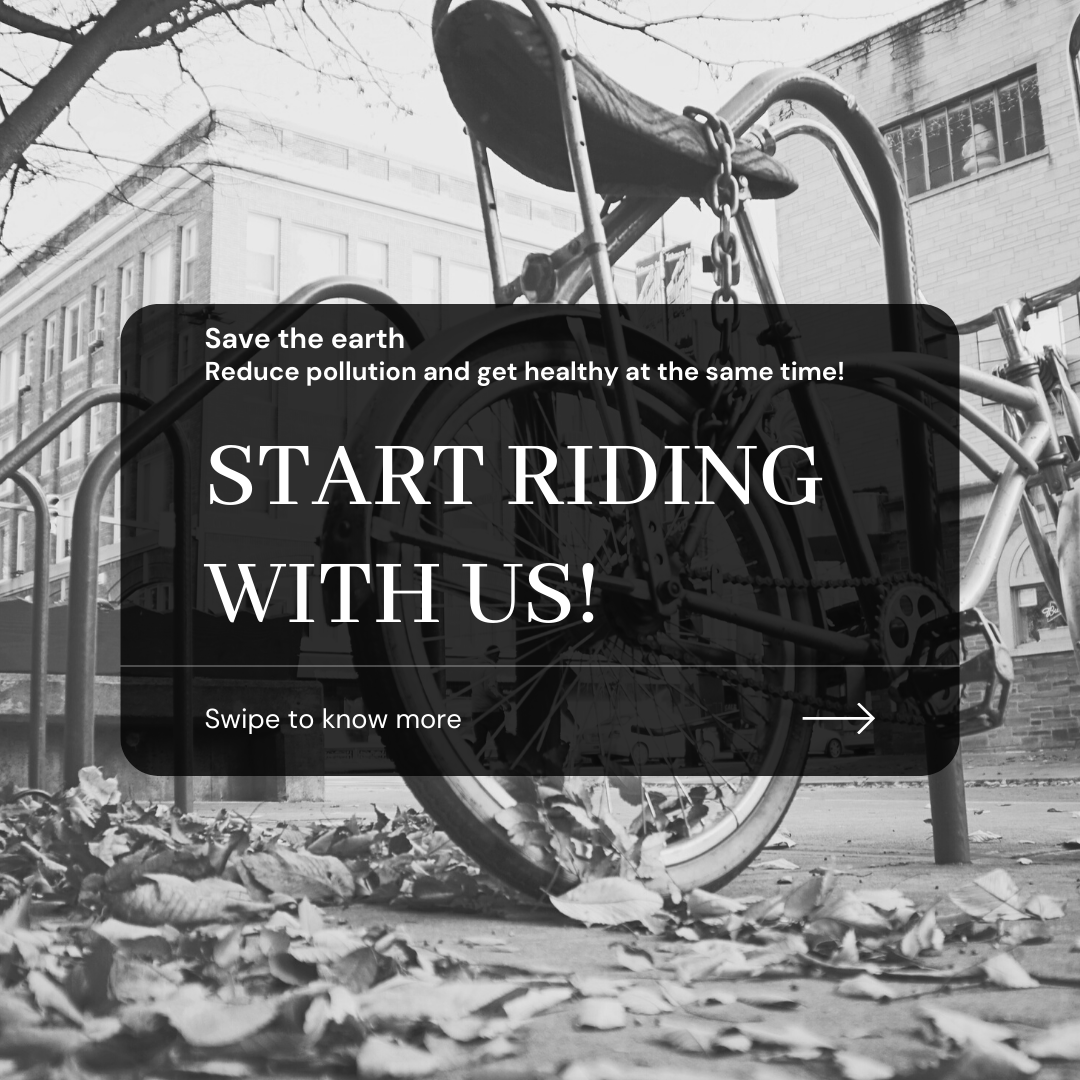 Save the earth
Reduce pollution and get healthy at the same time!
START RIDING
WITH US!
Swipe to know more